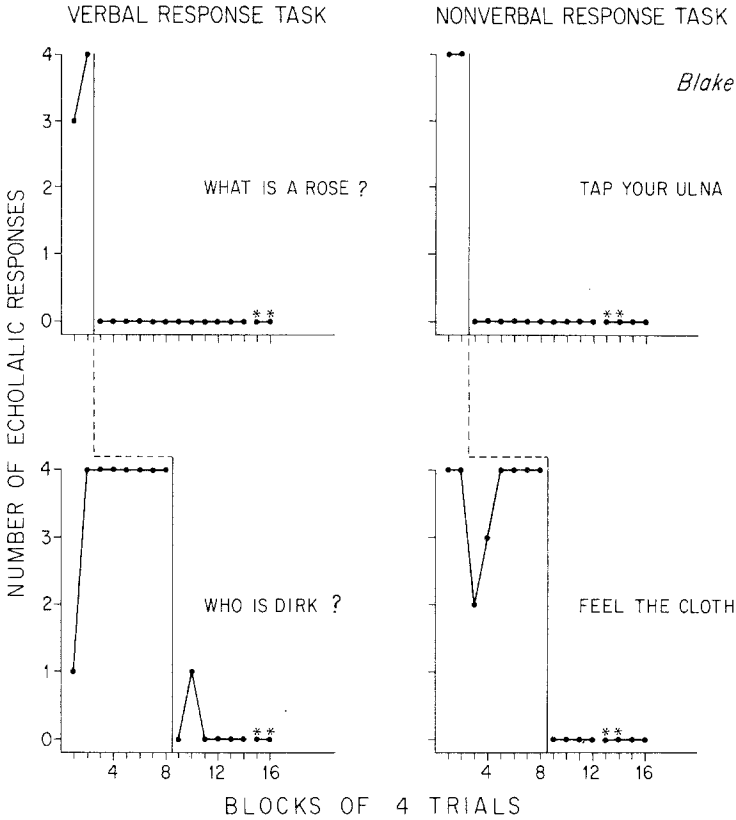 VERBAL RESPONSE TASK
NONVERBAL RESPONSE TASK
Blake
NUMBER OF ECHOLALIC RESPONSES
4
3
2
1
0
WHAT IS A ROSE ?
* *
TAP YOUR ULNA
* *
4
3
2
1
0
WHO IS DIRK ?
* *
4 8 12 16
FEEL THE CLOTH
* *
4 8 12 16
BLOCKS OF 4 TRIALS